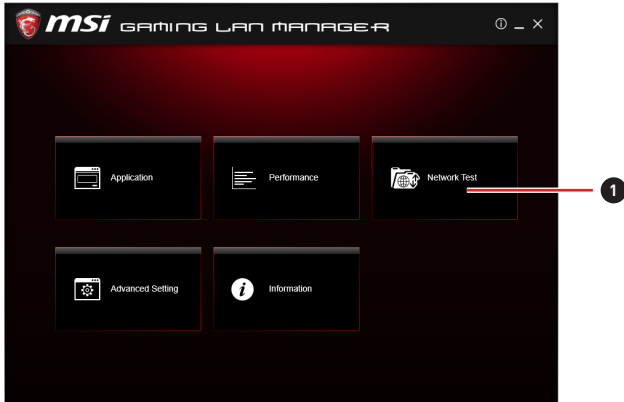 msi GAMING LAN MANAGER
Application
Performance
Network Test
1
Advanced Setting
Information